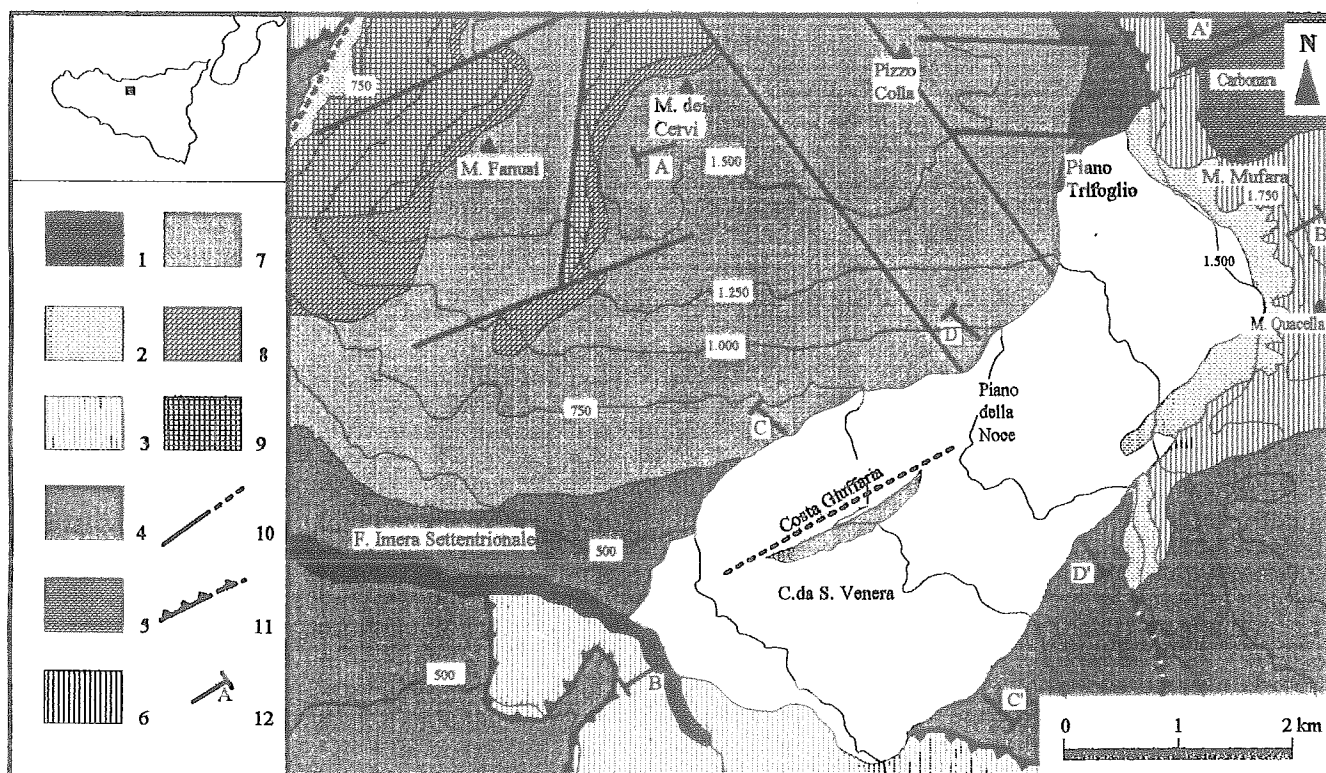 A'
N
750
Pizzo
Colla
Carbonara
M. dei
Cervi
M. Fanusi
A
1.500
Piano
Trifoglio
M. Mufara
1.750
B'
1 7
1.500
1.250
D
M. Quacella
2 8
1.000
Piano
della
Noce
750
C
3 9
Costa Giuffaria
4 10
F. Imera Settentrionale
500
D'
C.da S. Venera
5 11
500
B
C'
A
6 12
0 1 2 km